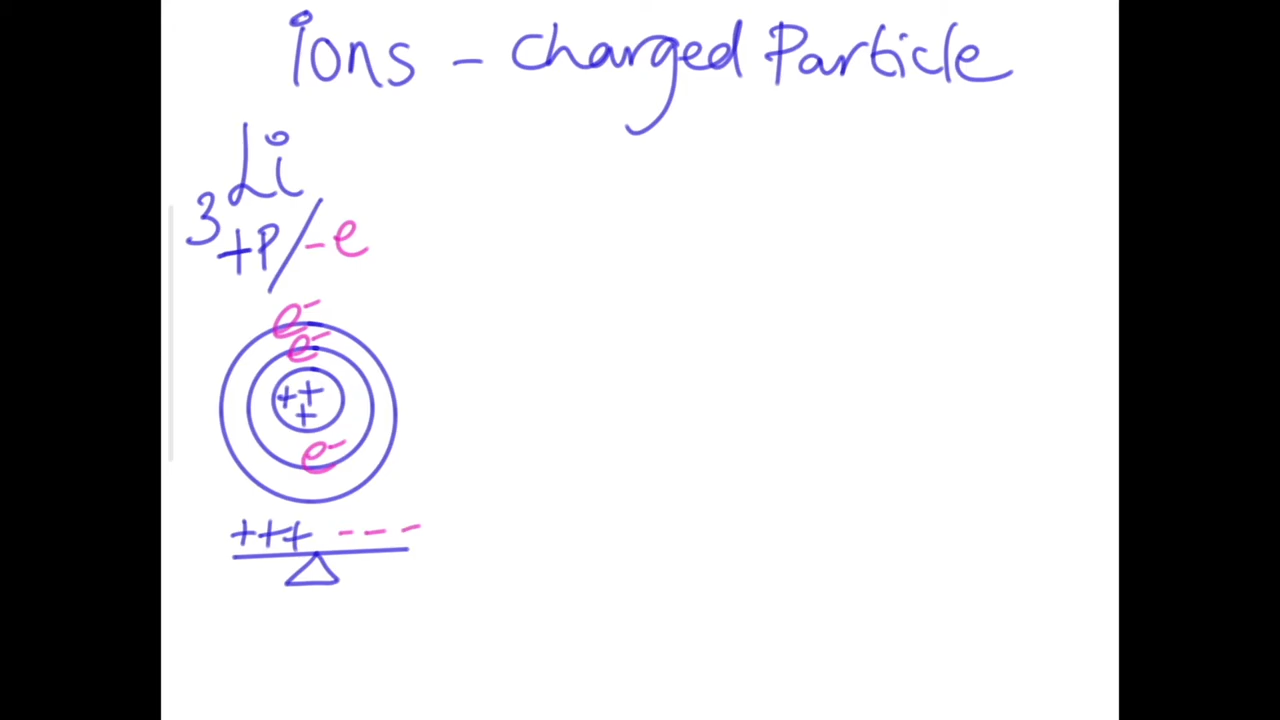 ions - charged Particle
Li
3
+P/-e
e-
e-
++
+
e-
+++ ---